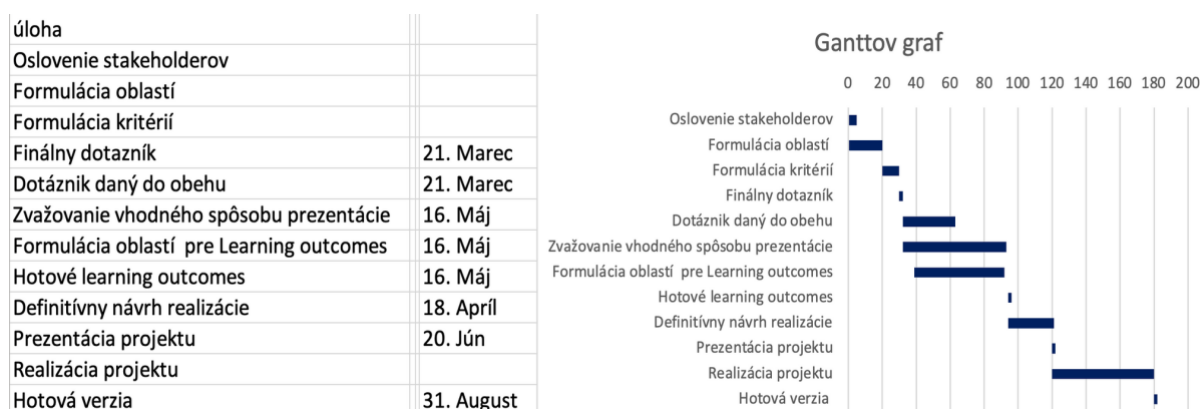 úloha
Oslovenie stakeholderov
Formulácia oblastí
Formulácia kritérií
Finálny dotazník 21. Marec
Dotáznik daný do obehu 21. Marec
Zvažovanie vhodného spôsobu prezentácie 16. Máj
Formulácia oblastí  pre Learning outcomes 16. Máj
Hotové learning outcomes 16. Máj
Definitívny návrh realizácie 18. Apríl
Prezentácia projektu 20. Jún
Realizácia projektu
Hotová verzia 31. August
Ganttov graf
0 20 40 60 80 100 120 140 160 180 200
Oslovenie stakeholderov
Formulácia oblastí
Formulácia kritérií
Finálny dotazník
Dotáznik daný do obehu
Zvažovanie vhodného spôsobu prezentácie
Formulácia oblastí  pre Learning outcomes
Hotové learning outcomes
Definitívny návrh realizácie
Prezentácia projektu
Realizácia projektu
Hotová verzia